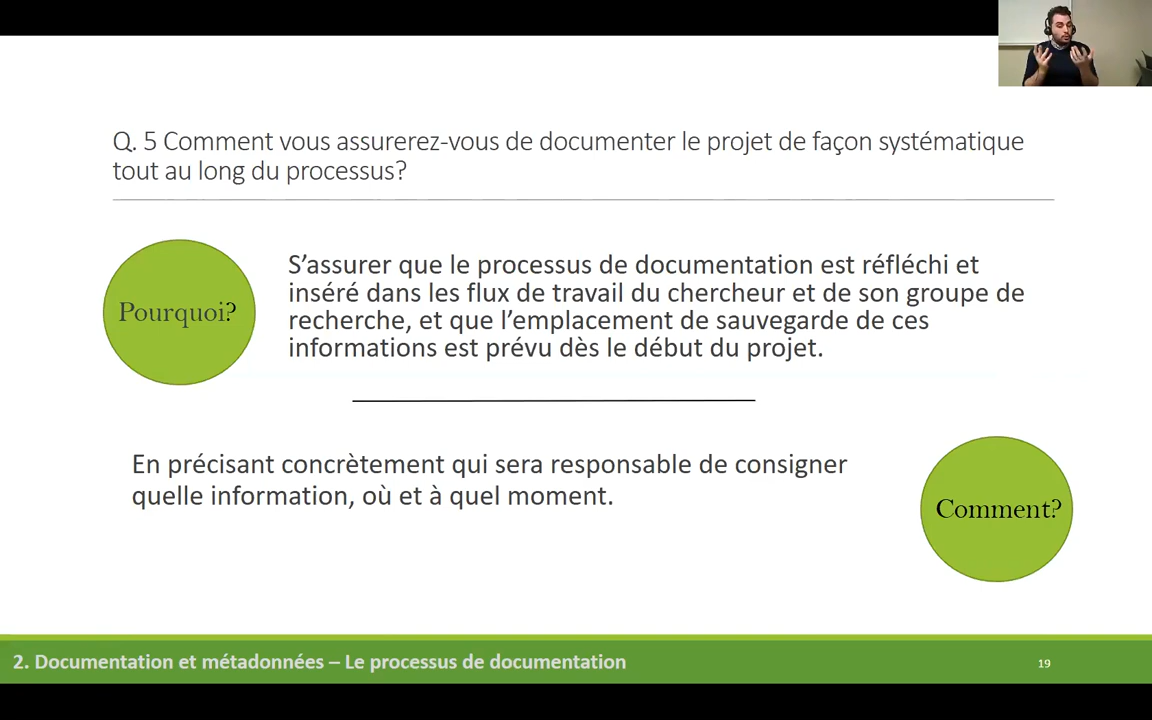 Q. 5 Comment vous assurerez-vous de documenter le projet de façon systématique
tout au long du processus?
Pourquoi?
S’assurer que le processus de documentation est réfléchi et
inséré dans les flux de travail du chercheur et de son groupe de
recherche, et que l’emplacement de sauvegarde de ces
informations est prévu dès le début du projet.
En précisant concrètement qui sera responsable de consigner
quelle information, où et à quel moment.
Comment?
2. Documentation et métadonnées – Le processus de documentation
19